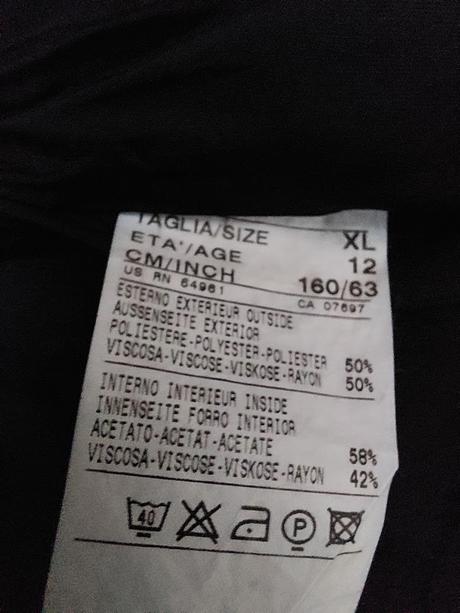 TAGLIA/SIZE XL
ETA'/AGE 12
CM/INCH 160/63
US RN 64961 CA 07697
ESTERNO EXTERIEUR OUTSIDE
AUSSENSEITE EXTERIOR
POLIESTERE-POLYESTER-POLIESTER 50%
VISCOSA-VISCOSE-VISKOSE-RAYON 50%
INTERNO INTERIEUR INSIDE
INNENSEITE FORRO INTERIOR
ACETATO-ACETAT-ACETATE 58%
VISCOSA-VISCOSE-VISKOSE-RAYON 42%
40 P